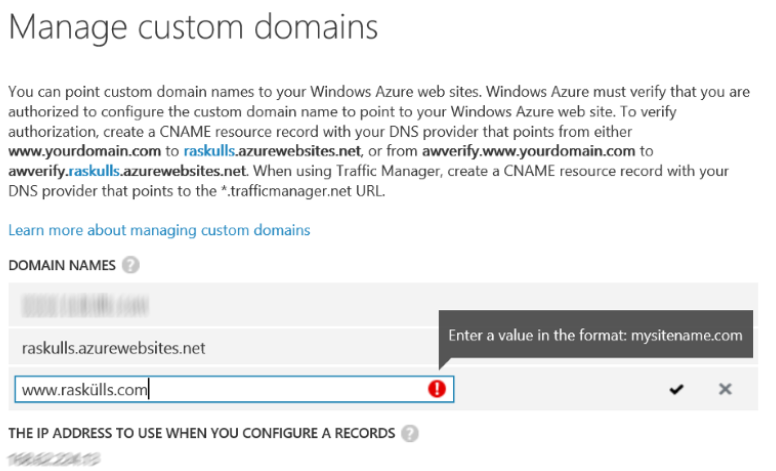 Manage custom domains
You can point custom domain names to your Windows Azure web sites. Windows Azure must verify that you are
authorized to configure the custom domain name to point to your Windows Azure web site. To verify
authorization, create a CNAME resource record with your DNS provider that points from either
www.yourdomain.com to raskulls.azurewebsites.net, or from awverify.www.yourdomain.com to
awverify.raskulls.azurewebsites.net. When using Traffic Manager, create a CNAME resource record with your
DNS provider that points to the *.trafficmanager.net URL.
Learn more about managing custom domains
DOMAIN NAMES ?
Enter a value in the format: mysitename.com
raskulls.azurewebsites.net
www.raskülls.com
THE IP ADDRESS TO USE WHEN YOU CONFIGURE A RECORDS ?